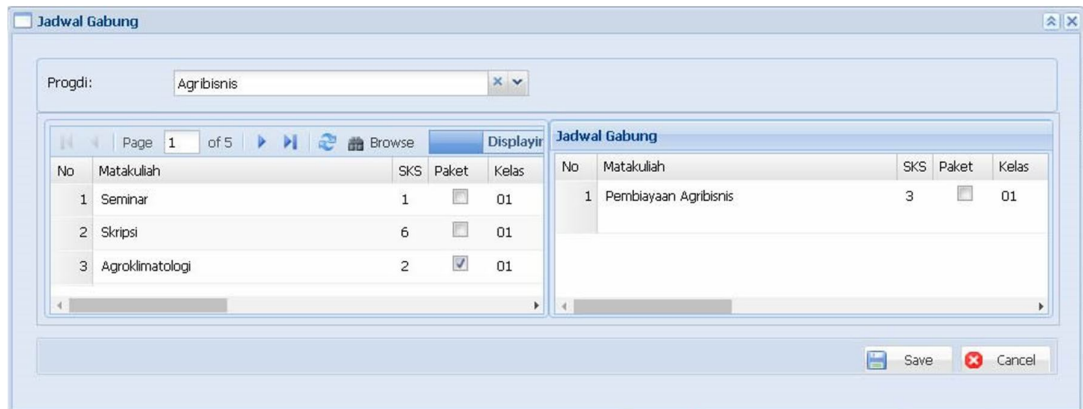 Jadwal Gabung
Progdi: Agribisnis
Page 1 of 5 Browse Displayin
No Matakuliah SKS Paket Kelas
1 Seminar 1 01
2 Skripsi 6 01
3 Agroklimatologi 2 01
Jadwal Gabung
No Matakuliah SKS Paket Kelas
1 Pembiayaan Agribisnis 3 01
Save Cancel